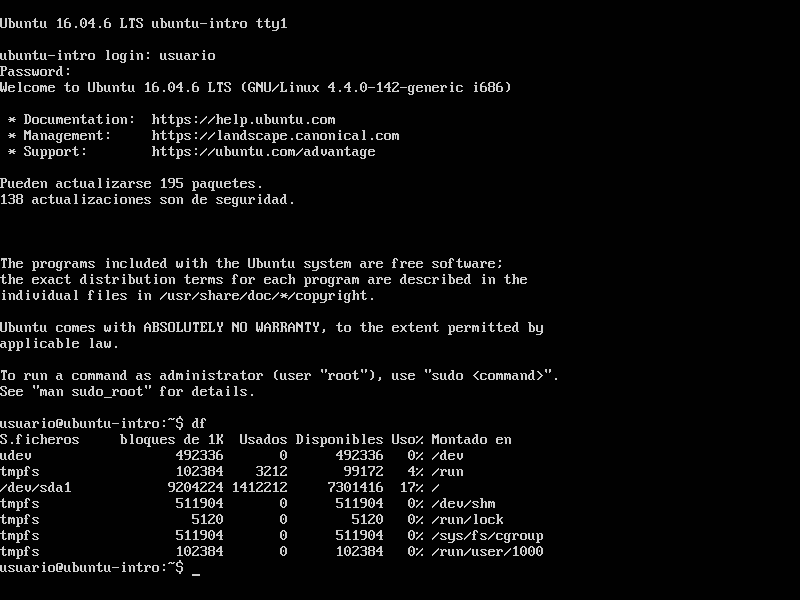 Ubuntu 16.04.6 LTS ubuntu-intro tty1
ubuntu-intro login: usuario
Password:
Welcome to Ubuntu 16.04.6 LTS (GNU/Linux 4.4.0-142-generic i686)
* Documentation:  https://help.ubuntu.com
* Management:     https://landscape.canonical.com
* Support:        https://ubuntu.com/advantage
Pueden actualizarse 195 paquetes.
138 actualizaciones son de seguridad.
The programs included with the Ubuntu system are free software;
the exact distribution terms for each program are described in the
individual files in /usr/share/doc/*/copyright.
Ubuntu comes with ABSOLUTELY NO WARRANTY, to the extent permitted by
applicable law.
To run a command as administrator (user "root"), use "sudo <command>".
See "man sudo_root" for details.
usuario@ubuntu-intro:~$ df
S.ficheros     bloques de 1K  Usados Disponibles Uso% Montado en
udev                  492336       0      492336   0% /dev
tmpfs                 102384    3212       99172   4% /run
/dev/sda1            9204224 1412212     7301416  17% /
tmpfs                 511904       0      511904   0% /dev/shm
tmpfs                   5120       0        5120   0% /run/lock
tmpfs                 511904       0      511904   0% /sys/fs/cgroup
tmpfs                 102384       0      102384   0% /run/user/1000
usuario@ubuntu-intro:~$ _